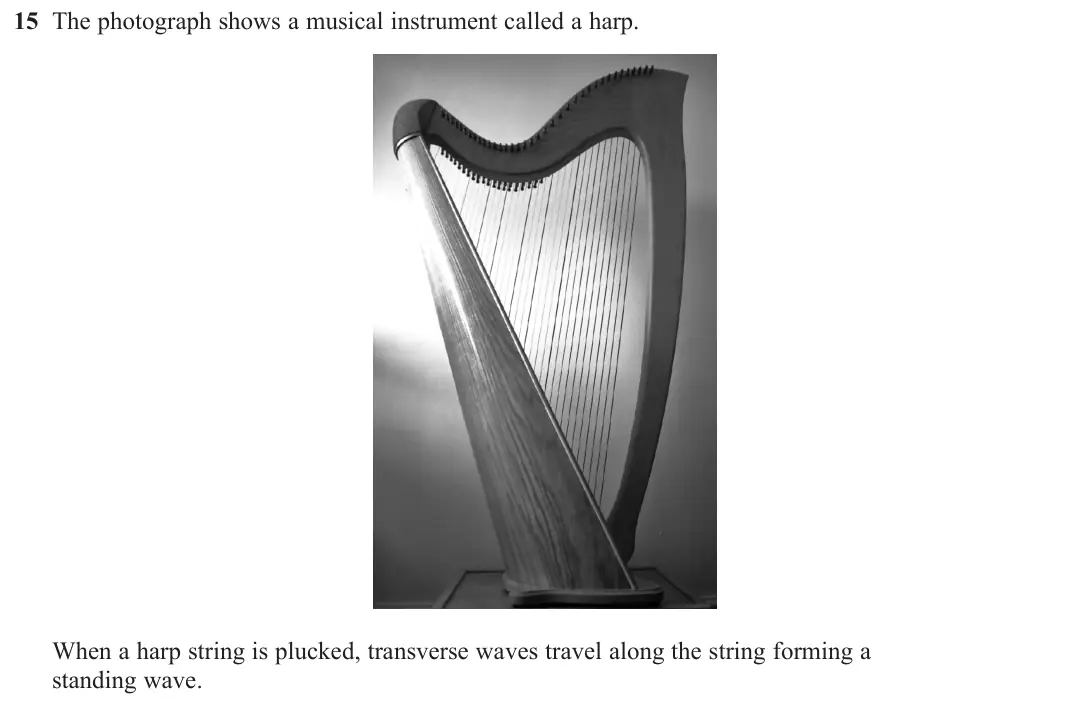 15 The photograph shows a musical instrument called a harp.
When a harp string is plucked, transverse waves travel along the string forming a
standing wave.